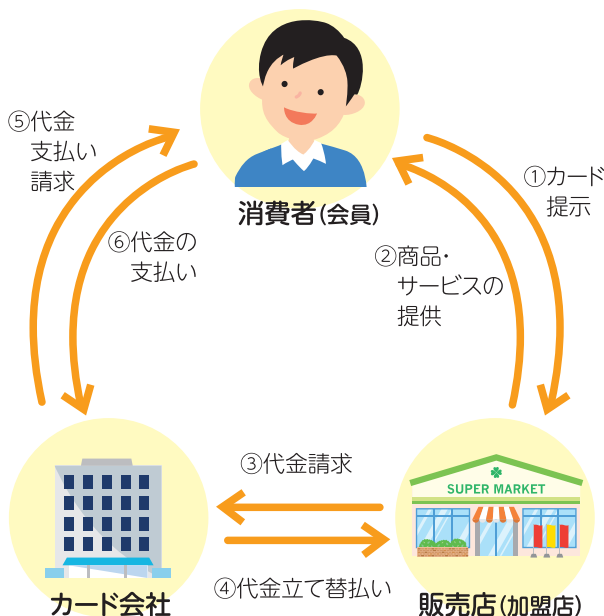 ⑤代金
支払い
請求
①カード
提示
消費者(会員)
⑥代金の
支払い
②商品・
サービスの
提供
③代金請求
SUPER MARKET
④代金立て替払い
カード会社
販売店(加盟店)